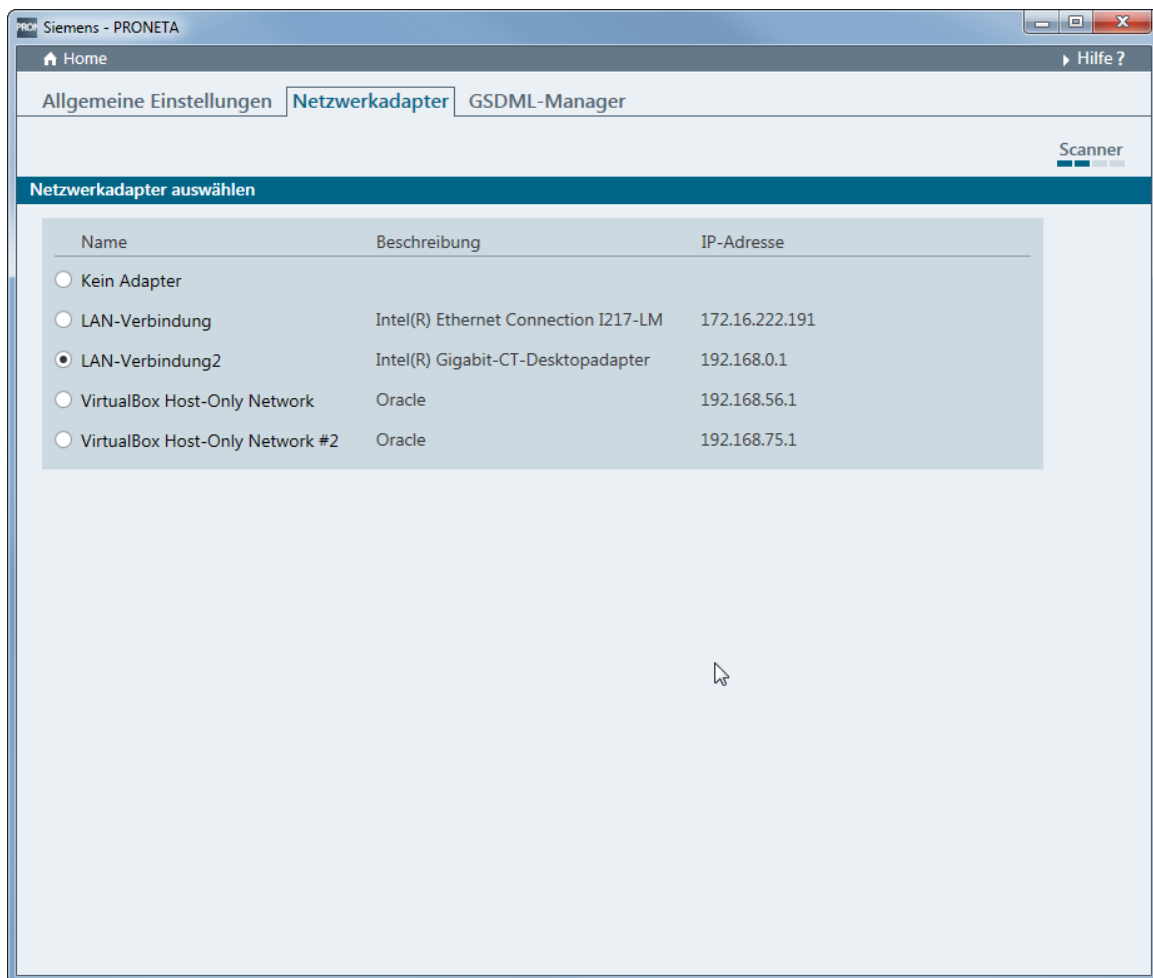 PRON Siemens - PRONETA
Home Hilfe ?
Allgemeine Einstellungen Netzwerkadapter GSDML-Manager
Scanner
Netzwerkadapter auswählen
Name Beschreibung IP-Adresse
Kein Adapter
LAN-Verbindung Intel(R) Ethernet Connection I217-LM 172.16.222.191
LAN-Verbindung2 Intel(R) Gigabit-CT-Desktopadapter 192.168.0.1
VirtualBox Host-Only Network Oracle 192.168.56.1
VirtualBox Host-Only Network #2 Oracle 192.168.75.1